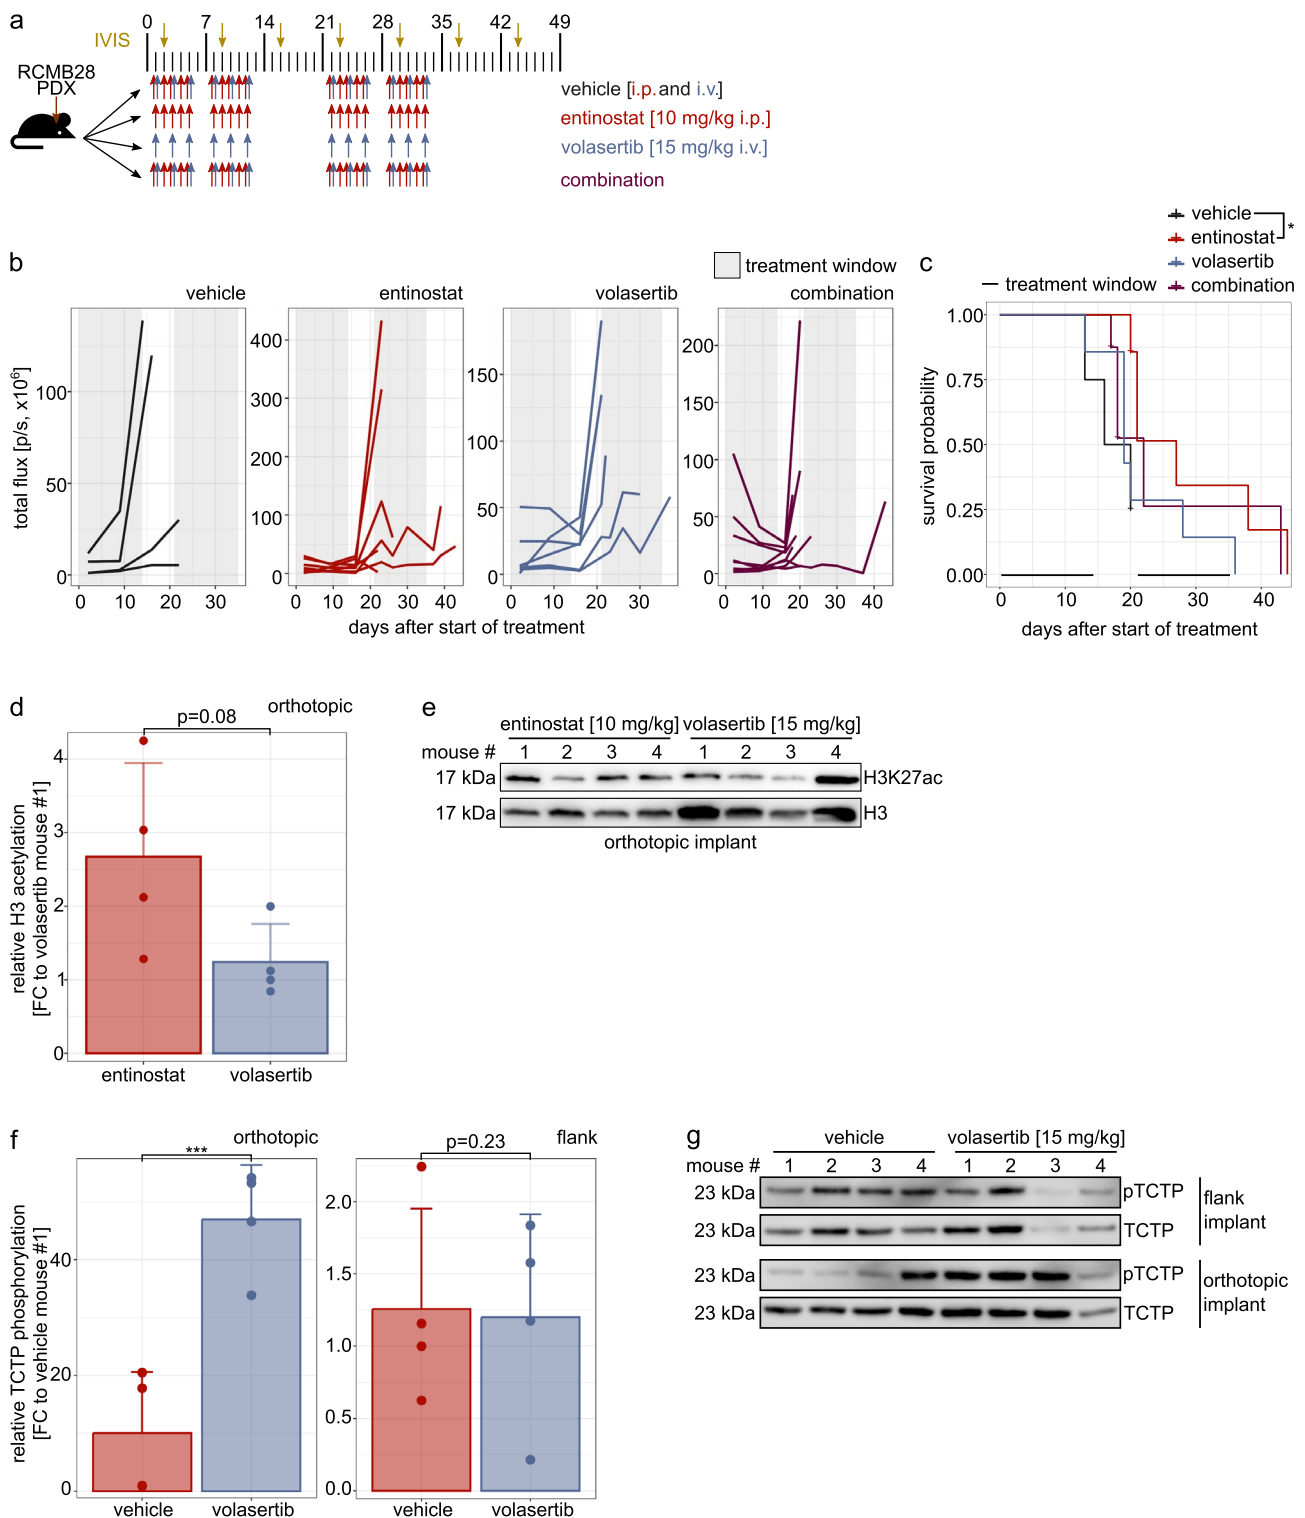 a
0 7 14 21 28 35 42 49
IVIS
RCMB28
PDX
vehicle [i.p. and i.v.]
entinostat [10 mg/kg i.p.]
volasertib [15 mg/kg i.v.]
combination
b
treatment window
vehicle
entinostat
volasertib
combination
total flux [p/s, x10⁶]
100
50
0
0 10 20 30
400
300
200
100
0
0 10 20 30 40
150
100
50
0
0 10 20 30
200
150
100
50
0
0 10 20 30 40
days after start of treatment
c
vehicle
entinostat
*
volasertib
combination
treatment window
survival probability
1.00
0.75
0.50
0.25
0.00
0 10 20 30 40
days after start of treatment
d
orthotopic
p=0.08
relative H3 acetylation
[FC to volasertib mouse #1]
4
3
2
1
0
entinostat volasertib
e
entinostat [10 mg/kg] volasertib [15 mg/kg]
mouse # 1 2 3 4 1 2 3 4
17 kDa H3K27ac
17 kDa H3
orthotopic implant
f
orthotopic
***
relative TCTP phosphorylation
[FC to vehicle mouse #1]
40
20
0
vehicle volasertib
flank
p=0.23
2.0
1.5
1.0
0.5
0.0
vehicle volasertib
g
vehicle volasertib [15 mg/kg]
mouse # 1 2 3 4 1 2 3 4
23 kDa pTCTP
23 kDa TCTP
flank
implant
23 kDa pTCTP
23 kDa TCTP
orthotopic
implant